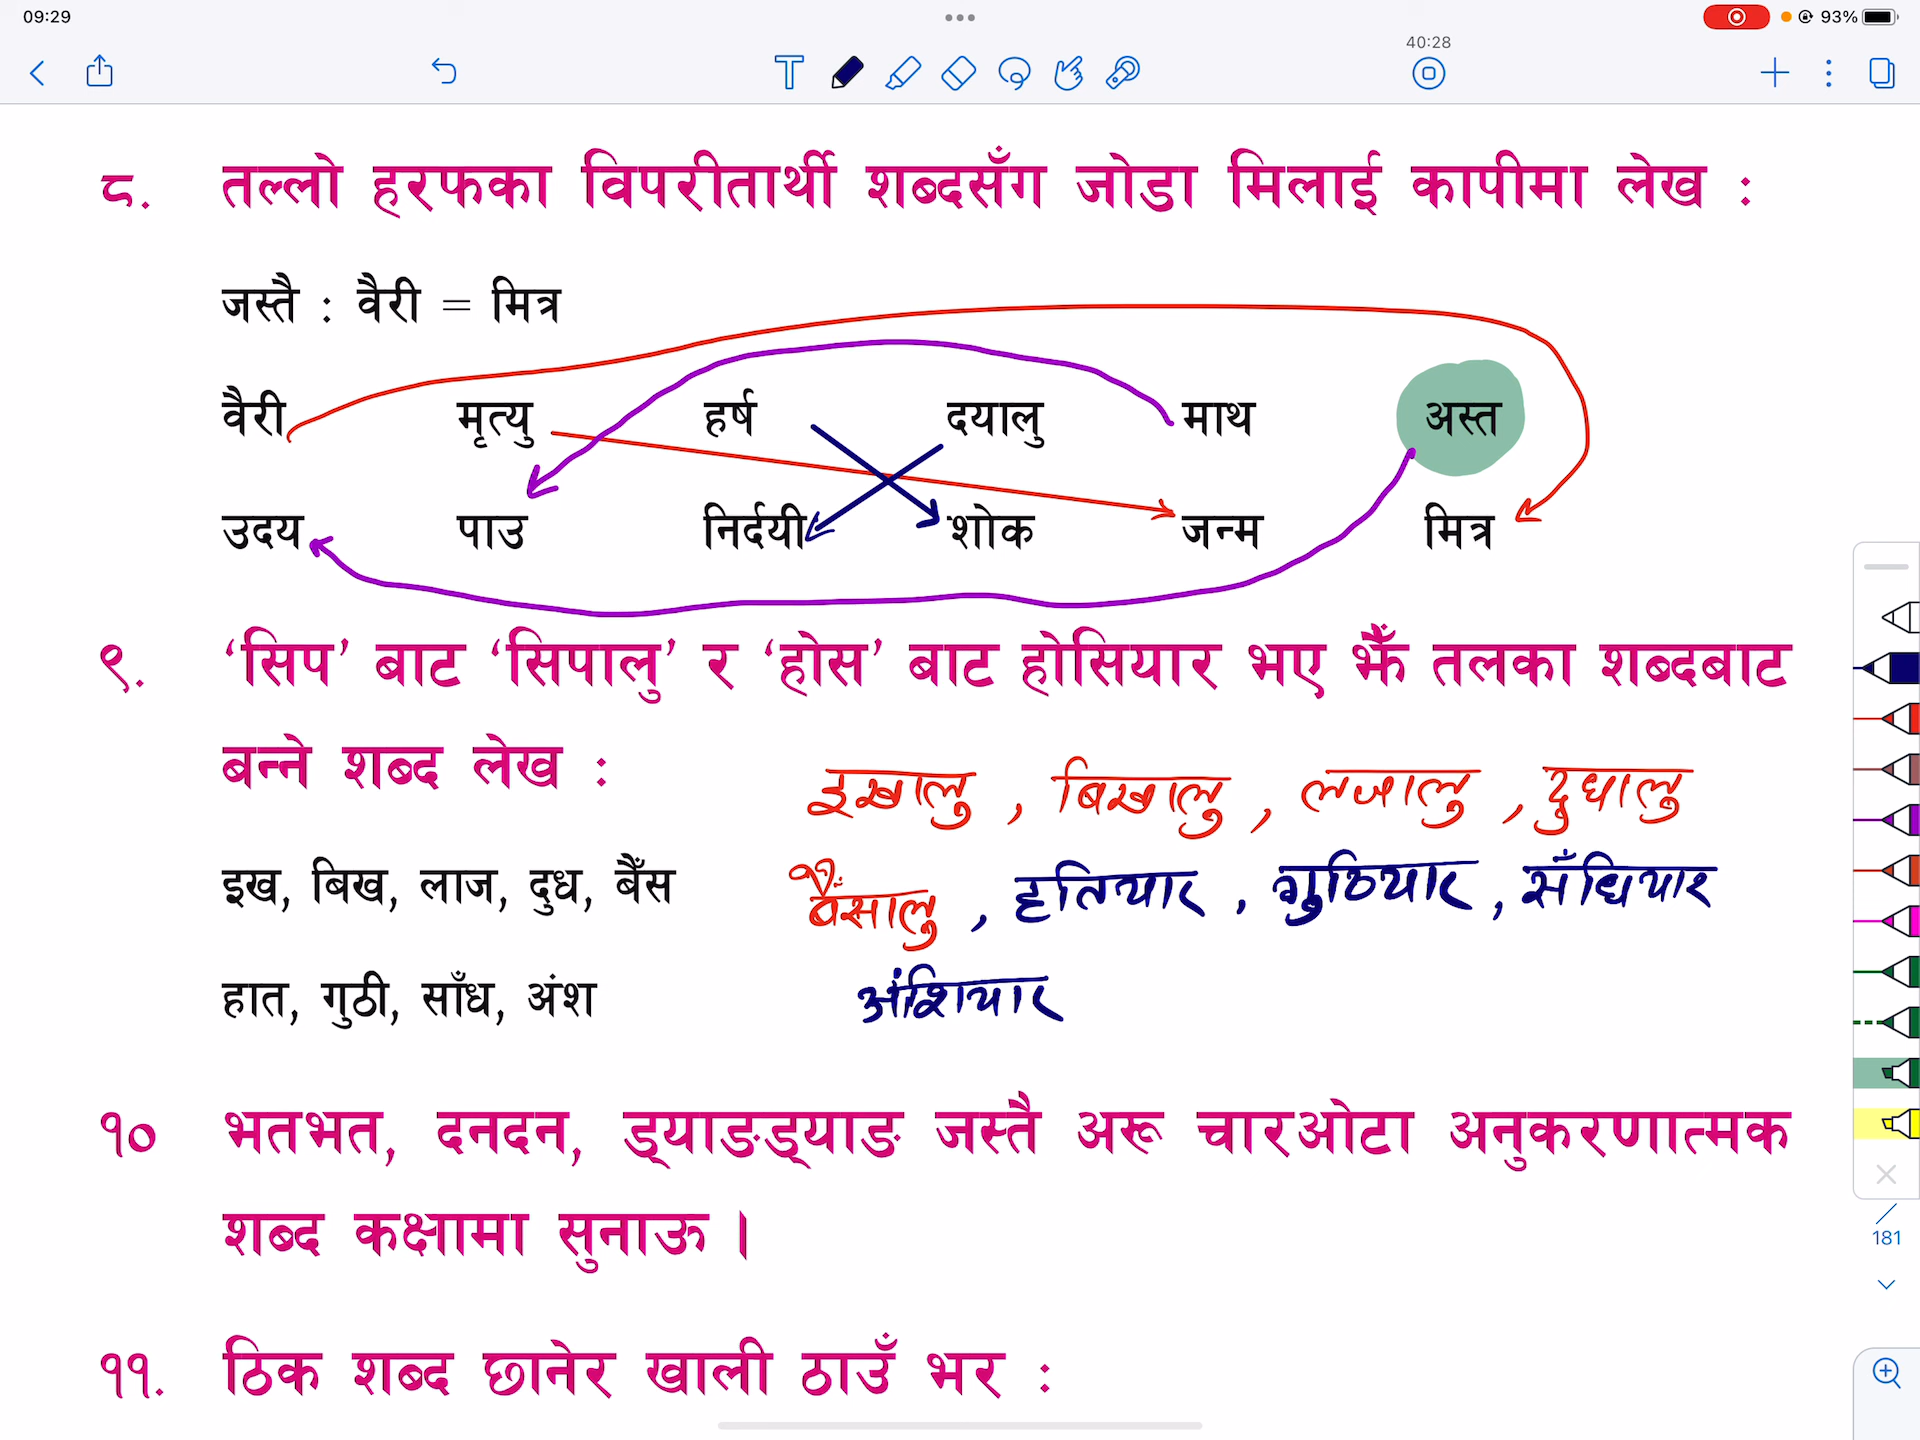 09:29
93%
40:28
८. तल्लो हरफका विपरीतार्थी शब्दसँग जोडा मिलाई कापीमा लेख :
जस्तै : वैरी = मित्र
वैरी मृत्यु हर्ष दयालु माथ अस्त
उदय पाउ निर्दयी शोक जन्म मित्र
९. ‘सिप’ बाट ‘सिपालु’ र ‘होस’ बाट होसियार भए झैँ तलका शब्दबाट
बन्ने शब्द लेख :
इखालु , बिखालु , लजालु , दुधालु
इख, बिख, लाज, दुध, बैँस
बैँसालु , हतियार , गुठियार , सँधियार
हात, गुठी, साँध, अंश
अंशियार
१० भतभत, दनदन, ड्याङड्याङ जस्तै अरू चारओटा अनुकरणात्मक
शब्द कक्षामा सुनाऊ ।
११. ठिक शब्द छानेर खाली ठाउँ भर :
181